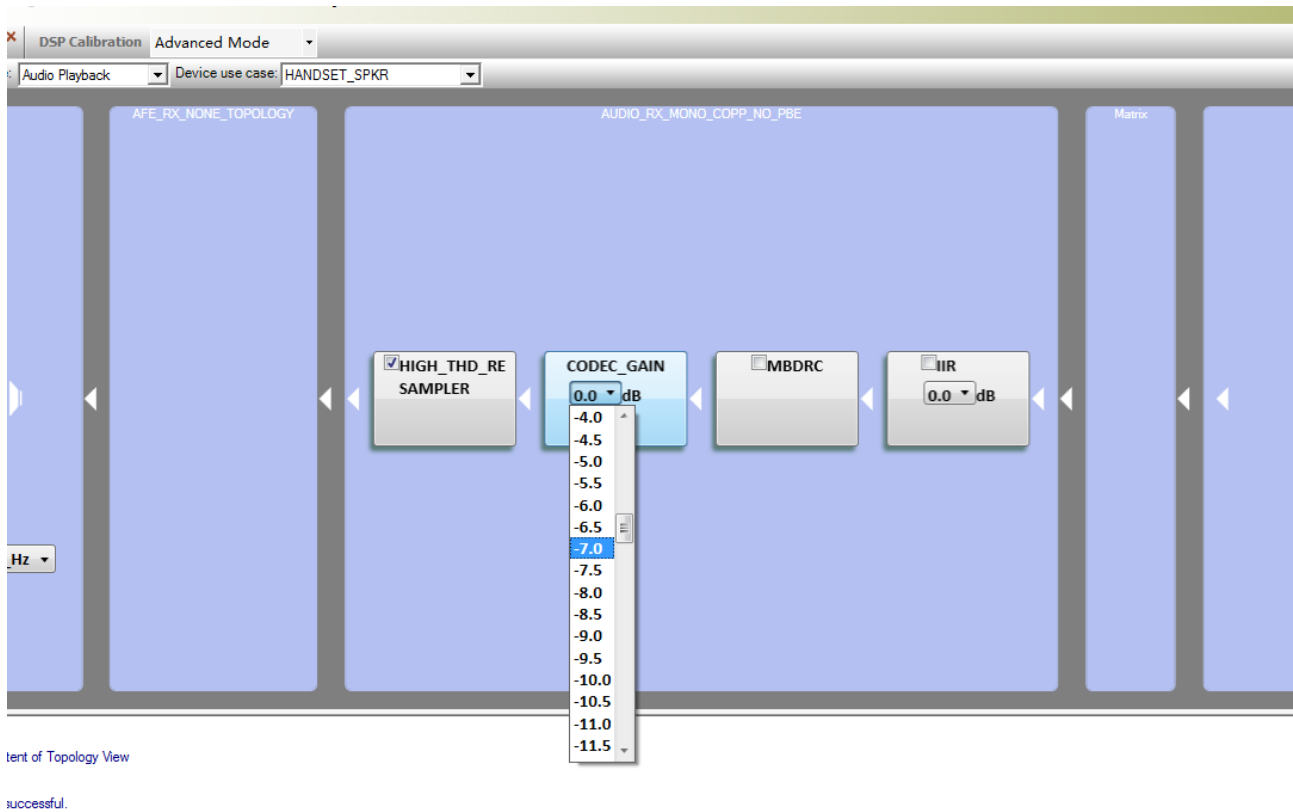 DSP Calibration Advanced Mode
Audio Playback Device use case: HANDSET_SPKR
AFE_RX_NONE_TOPOLOGY AUDIO_RX_MONO_COPP_NO_PBE Matrix
HIGH_THD_RE
SAMPLER
CODEC_GAIN
0.0 dB
MBDRC
IIR
0.0 dB
-4.0
-4.5
-5.0
-5.5
-6.0
-6.5
-7.0
-7.5
-8.0
-8.5
-9.0
-9.5
-10.0
-10.5
-11.0
-11.5
_Hz
tent of Topology View
successful.